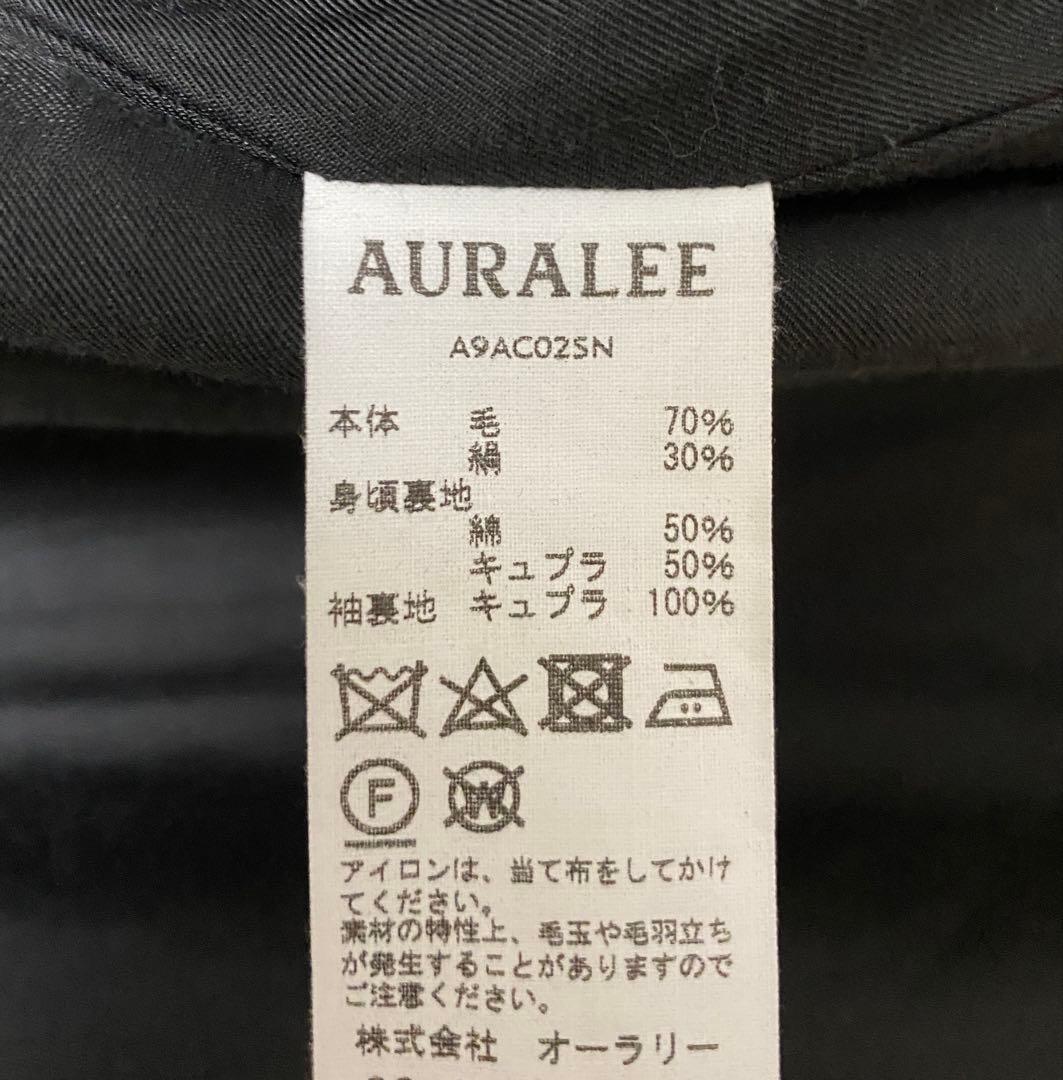 AURALEE
A9AC02SN
本体 毛 70%
絹 30%
身頃裏地
綿 50%
キュプラ 50%
袖裏地 キュプラ 100%
F W
アイロンは、当て布をしてかけ
てください。
素材の特性上、毛玉や毛羽立ち
が発生することがありますので
ご注意ください。
株式会社 オーラリー